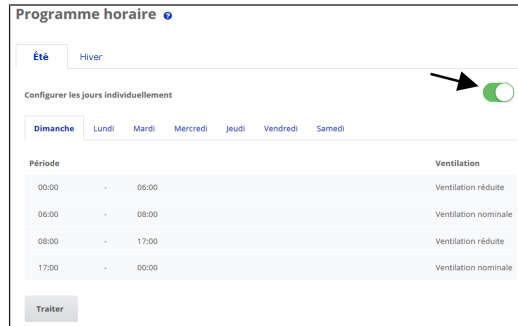 Programme horaire ?
Été Hiver
Configurer les jours individuellement
Dimanche Lundi Mardi Mercredi Jeudi Vendredi Samedi
Période Ventilation
00:00 - 06:00 Ventilation réduite
06:00 - 08:00 Ventilation nominale
08:00 - 17:00 Ventilation réduite
17:00 - 00:00 Ventilation nominale
Traiter